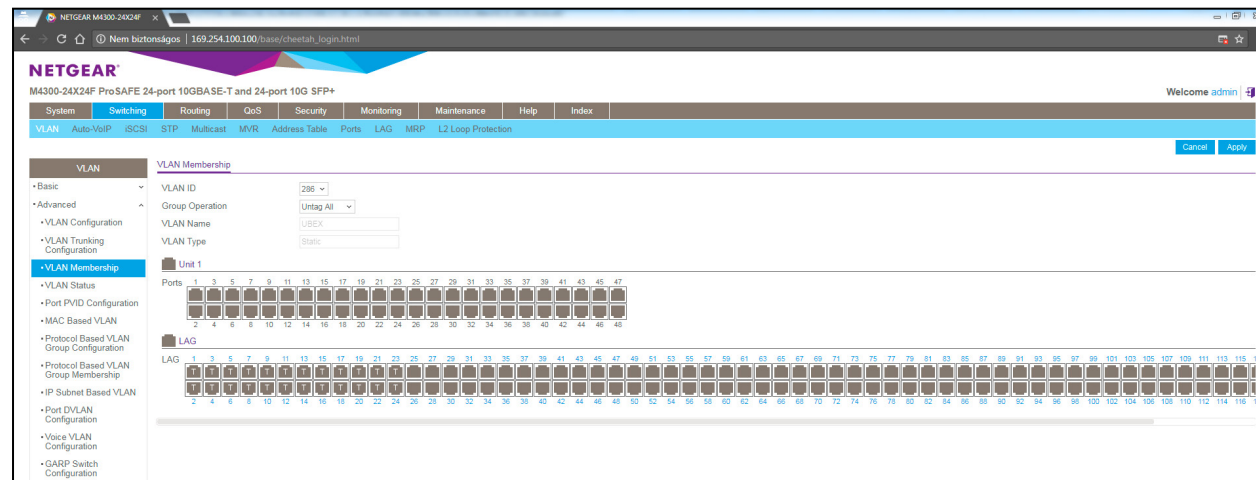 NETGEAR M4300-24X24F
Nem biztonságos | 169.254.100.100/base/cheetah_login.html
NETGEAR®
M4300-24X24F ProSAFE 24-port 10GBASE-T and 24-port 10G SFP+
Welcome admin
System Switching Routing QoS Security Monitoring Maintenance Help Index
VLAN Auto-VoIP iSCSI STP Multicast MVR Address Table Ports LAG MRP L2 Loop Protection
Cancel Apply
VLAN
• Basic
• Advanced
• VLAN Configuration
• VLAN Trunking
Configuration
• VLAN Membership
• VLAN Status
• Port PVID Configuration
• MAC Based VLAN
• Protocol Based VLAN
Group Configuration
• Protocol Based VLAN
Group Membership
• IP Subnet Based VLAN
• Port DVLAN
Configuration
• Voice VLAN
Configuration
• GARP Switch
Configuration
VLAN Membership
VLAN ID 286
Group Operation Untag All
VLAN Name UBEX
VLAN Type Static
Unit 1
Ports 1 3 5 7 9 11 13 15 17 19 21 23 25 27 29 31 33 35 37 39 41 43 45 47
2 4 6 8 10 12 14 16 18 20 22 24 26 28 30 32 34 36 38 40 42 44 46 48
LAG
LAG 1 3 5 7 9 11 13 15 17 19 21 23 25 27 29 31 33 35 37 39 41 43 45 47 49 51 53 55 57 59 61 63 65 67 69 71 73 75 77 79 81 83 85 87 89 91 93 95 97 99 101 103 105 107 109 111 113 115
T T T T T T T T T T T T
T T T T T T T T T T T T
2 4 6 8 10 12 14 16 18 20 22 24 26 28 30 32 34 36 38 40 42 44 46 48 50 52 54 56 58 60 62 64 66 68 70 72 74 76 78 80 82 84 86 88 90 92 94 96 98 100 102 104 106 108 110 112 114 116